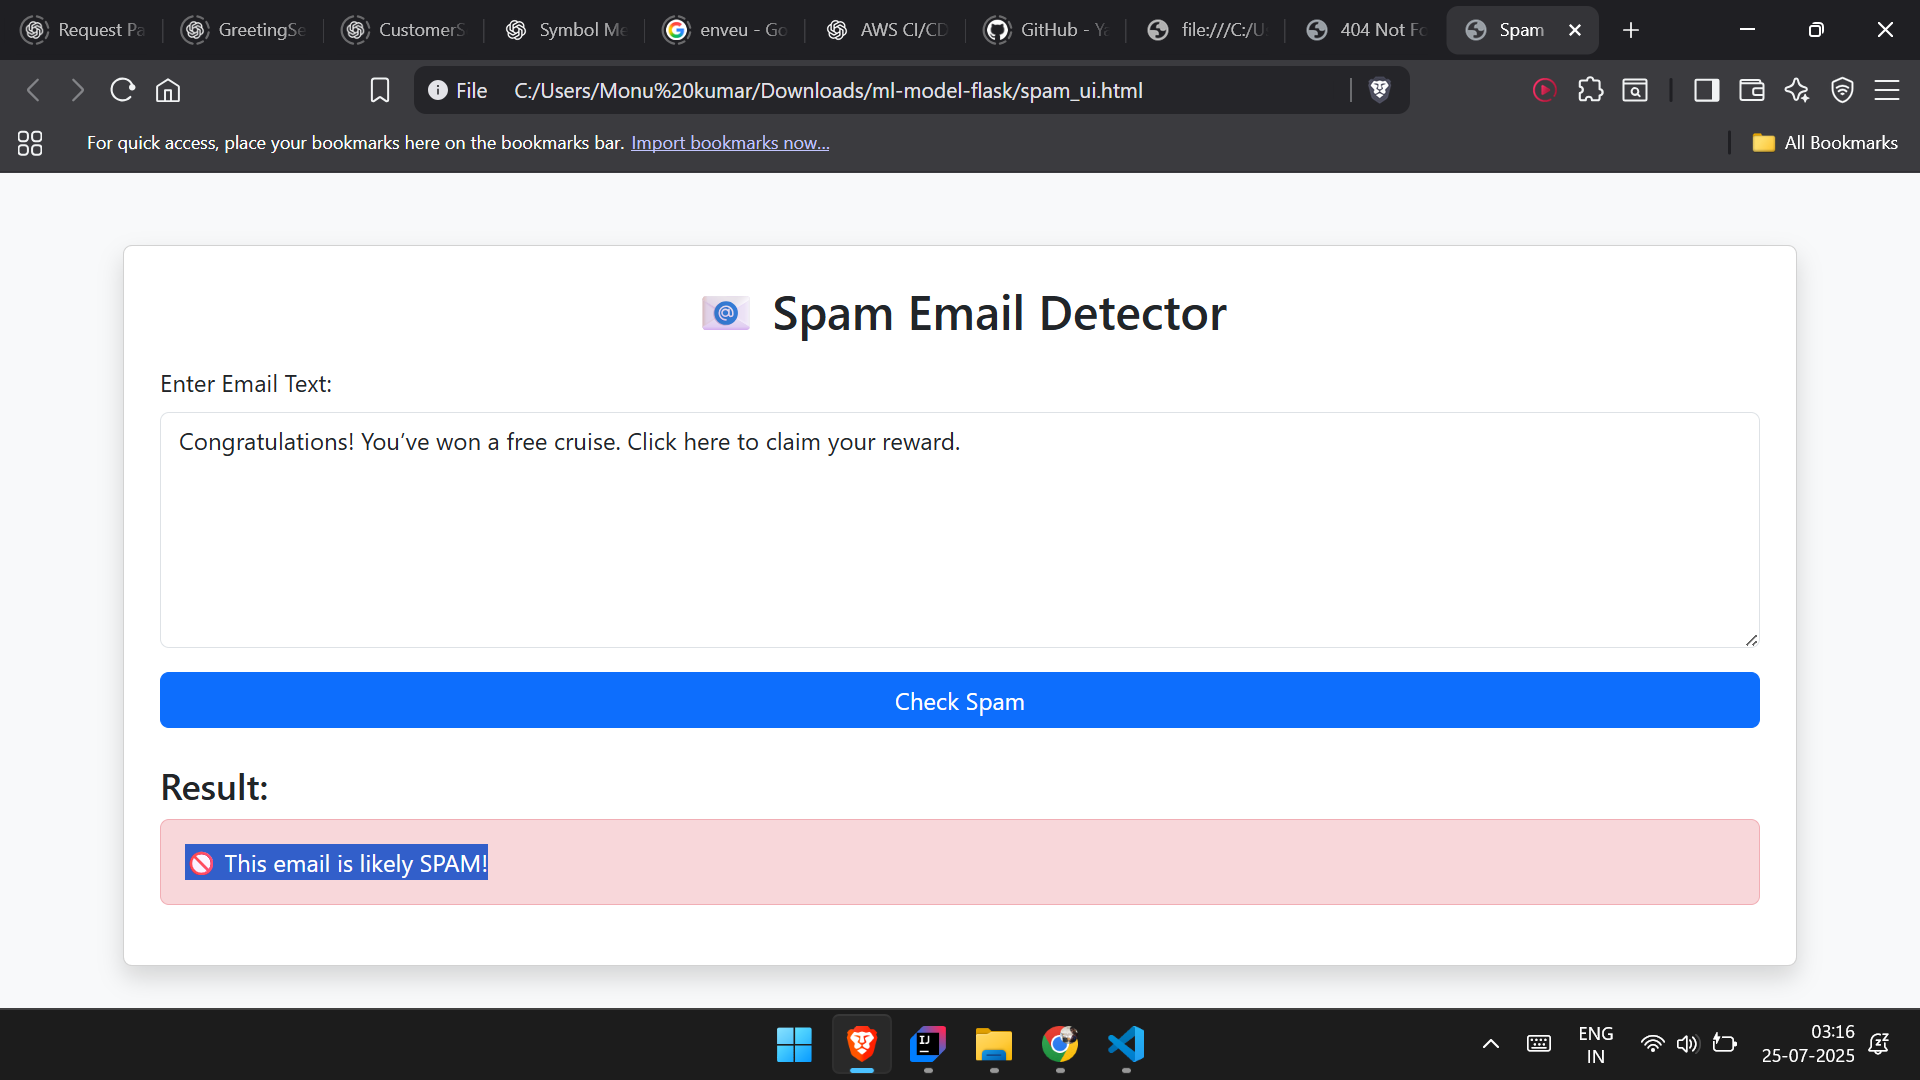 Request Pa
GreetingSe
CustomerS
Symbol Me
enveu - Go
AWS CI/CD
GitHub - Ya
file:///C:/U
404 Not Fo
Spam
File
C:/Users/Monu%20kumar/Downloads/ml-model-flask/spam_ui.html
For quick access, place your bookmarks here on the bookmarks bar. Import bookmarks now...
All Bookmarks
Spam Email Detector
Enter Email Text:
Congratulations! You’ve won a free cruise. Click here to claim your reward.
Check Spam
Result:
This email is likely SPAM!
ENG
IN
03:16
25-07-2025